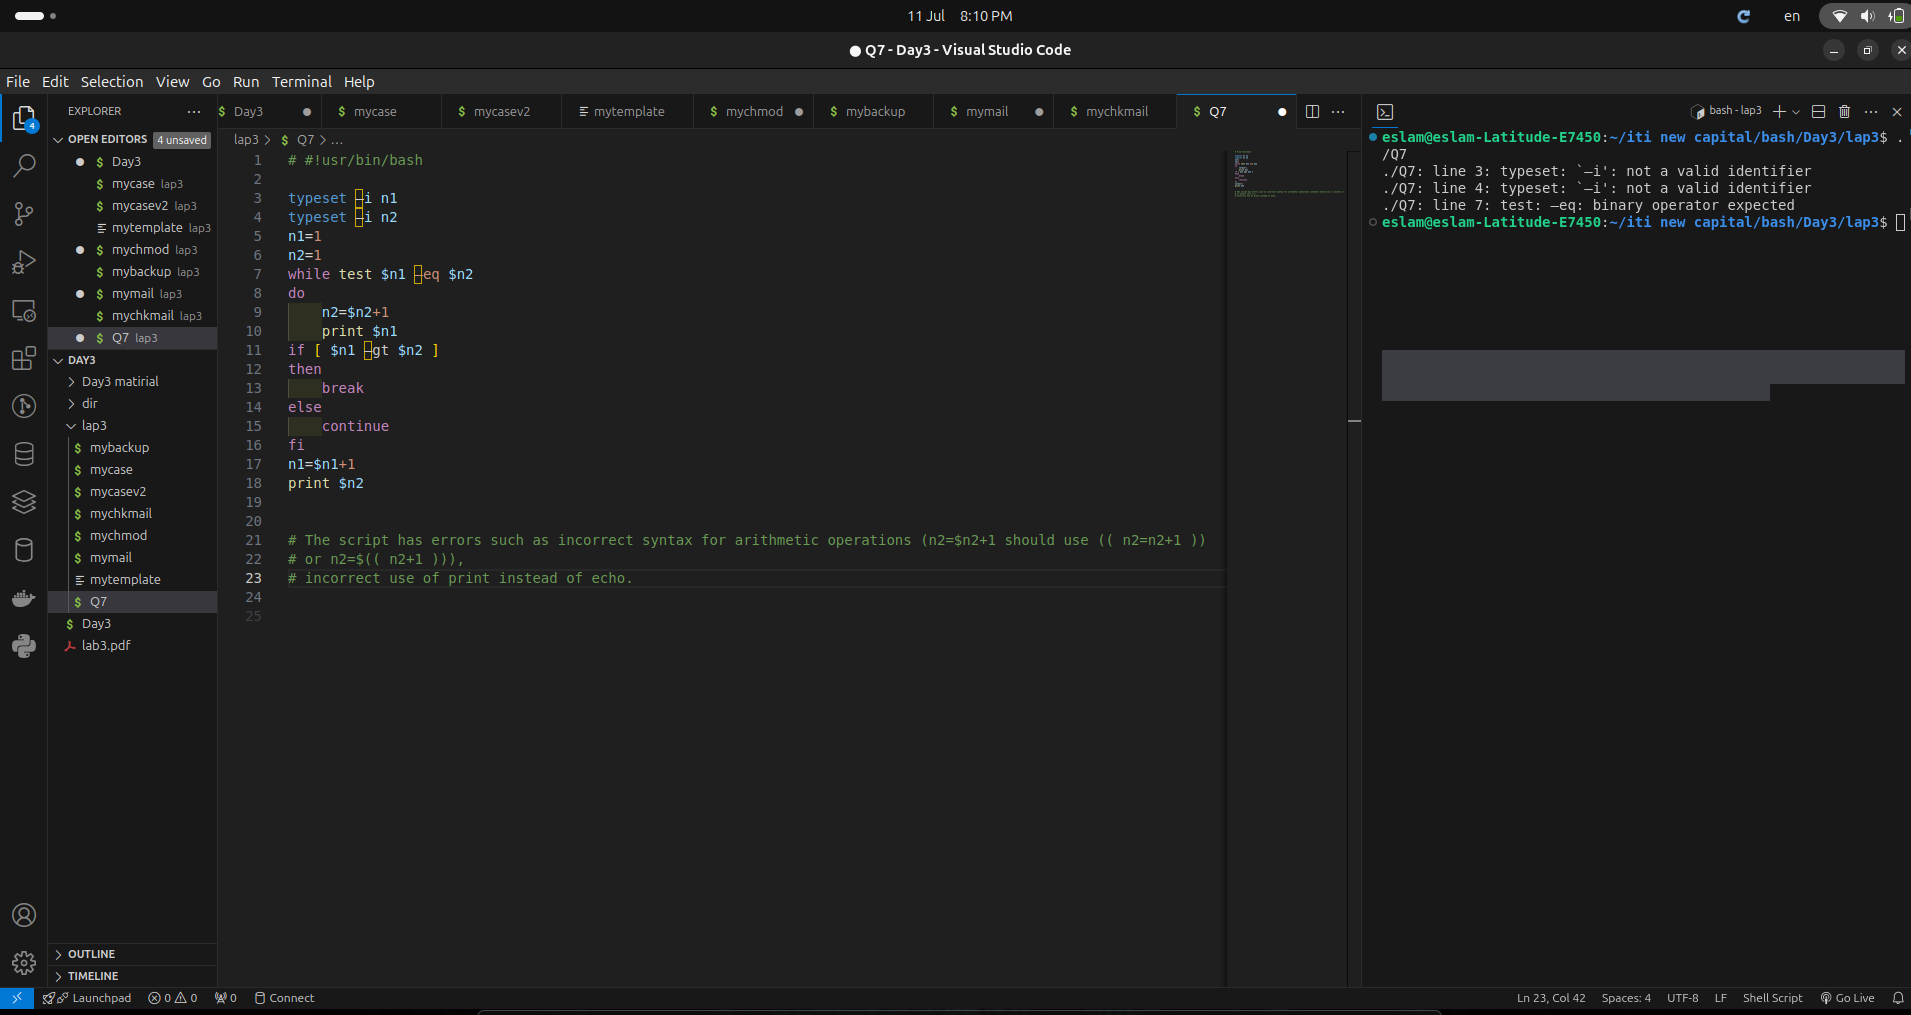 11 Jul 8:10 PM
en
Q7 - Day3 - Visual Studio Code
File Edit Selection View Go Run Terminal Help
EXPLORER
OPEN EDITORS 4 unsaved
$ Day3
$ mycase lap3
$ mycasev2 lap3
mytemplate lap3
$ mychmod lap3
$ mybackup lap3
$ mymail lap3
$ mychkmail lap3
$ Q7 lap3
DAY3
Day3 matirial
dir
lap3
$ mybackup
$ mycase
$ mycasev2
$ mychkmail
$ mychmod
$ mymail
mytemplate
$ Q7
$ Day3
lab3.pdf
OUTLINE
TIMELINE
4
$ Day3 $ mycase $ mycasev2 mytemplate $ mychmod $ mybackup $ mymail $ mychkmail $ Q7
lap3 > $ Q7 > ...
1 # #!usr/bin/bash
2
3 typeset –i n1
4 typeset –i n2
5 n1=1
6 n2=1
7 while test $n1 –eq $n2
8 do
9 n2=$n2+1
10 print $n1
11 if [ $n1 –gt $n2 ]
12 then
13 break
14 else
15 continue
16 fi
17 n1=$n1+1
18 print $n2
19
20
21 # The script has errors such as incorrect syntax for arithmetic operations (n2=$n2+1 should use (( n2=n2+1 ))
22 # or n2=$(( n2+1 ))),
23 # incorrect use of print instead of echo.
24
25
bash - lap3
eslam@eslam-Latitude-E7450:~/iti new capital/bash/Day3/lap3$ .
/Q7
./Q7: line 3: typeset: `–i': not a valid identifier
./Q7: line 4: typeset: `–i': not a valid identifier
./Q7: line 7: test: –eq: binary operator expected
eslam@eslam-Latitude-E7450:~/iti new capital/bash/Day3/lap3$
Launchpad 0 0 0 Connect
Ln 23, Col 42 Spaces: 4 UTF-8 LF Shell Script Go Live